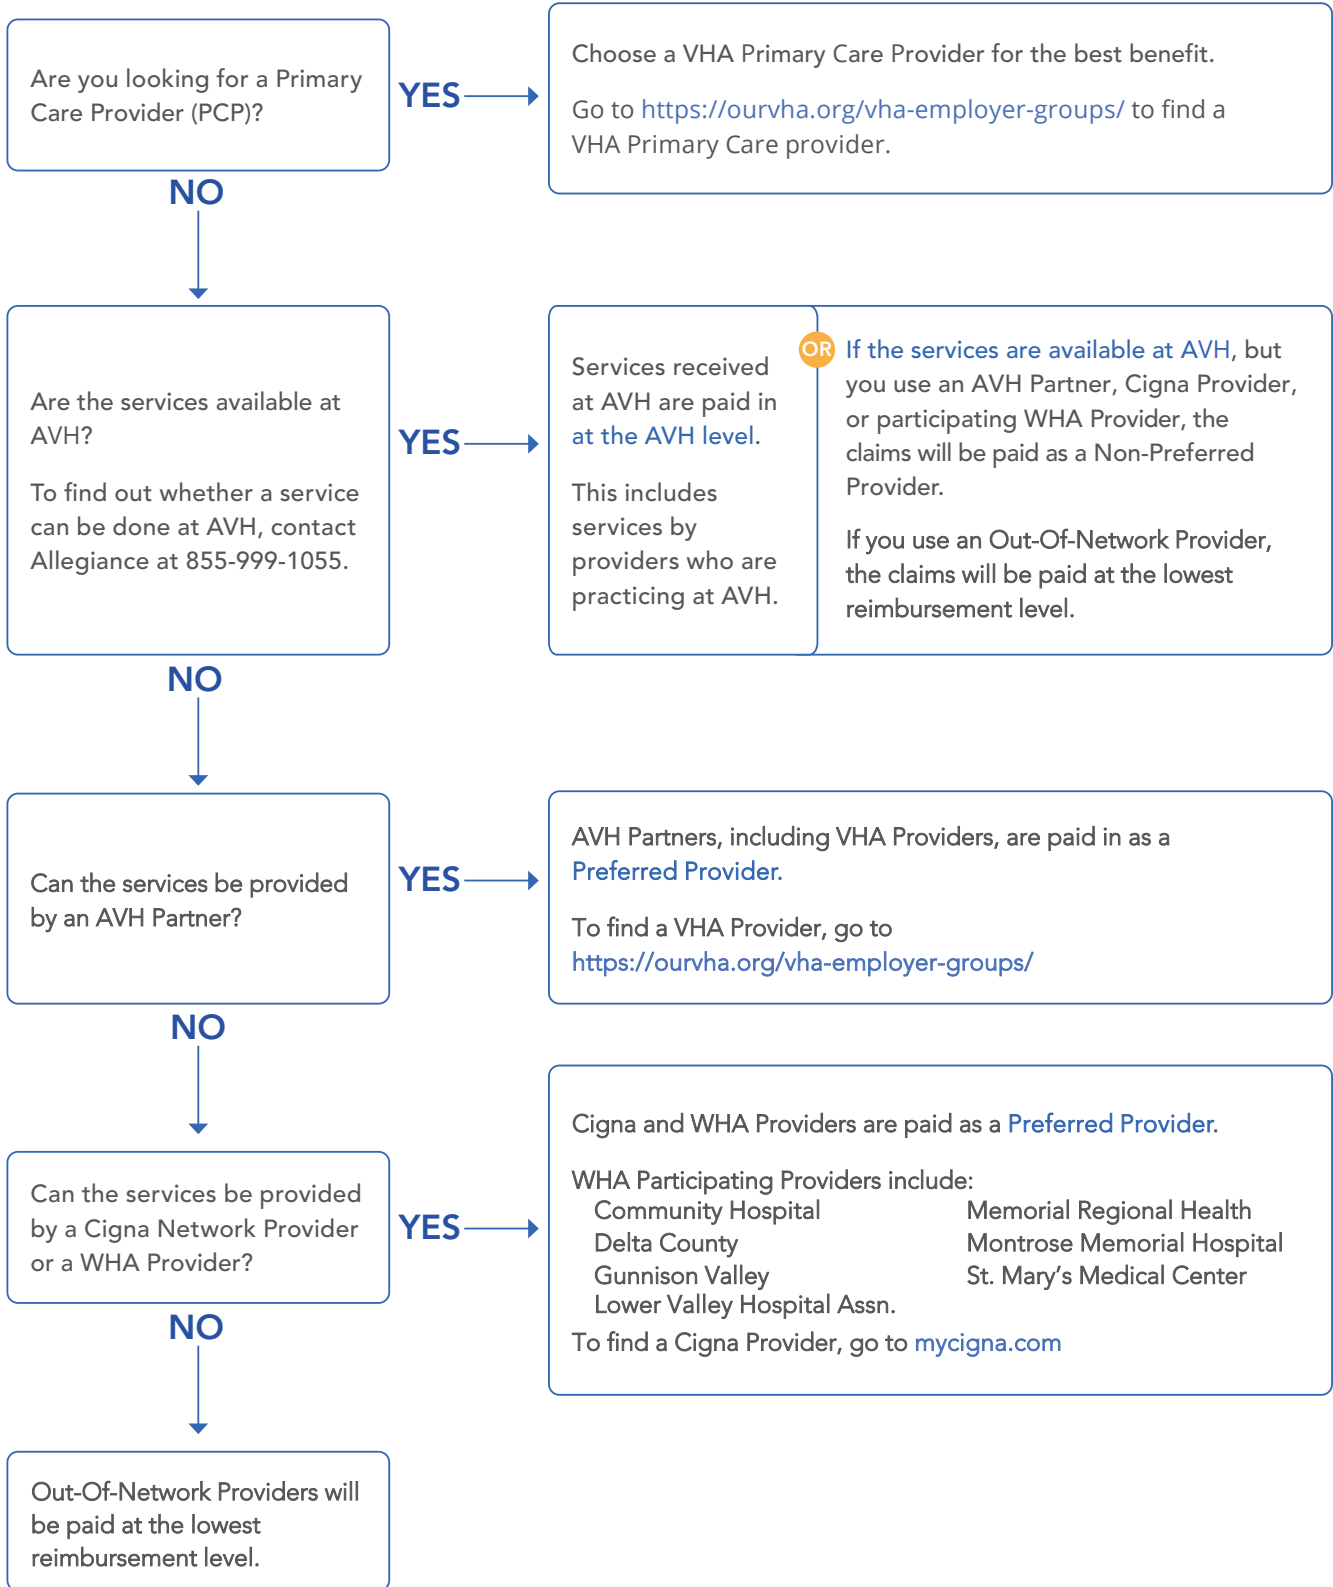 Are you looking for a Primary
Care Provider (PCP)?
YES
Choose a VHA Primary Care Provider for the best benefit.
Go to https://ourvha.org/vha-employer-groups/ to find a
VHA Primary Care provider.
NO
Are the services available at
AVH?
To find out whether a service
can be done at AVH, contact
Allegiance at 855-999-1055.
YES
Services received
at AVH are paid in
at the AVH level.
This includes
services by
providers who are
practicing at AVH.
OR
If the services are available at AVH, but
you use an AVH Partner, Cigna Provider,
or participating WHA Provider, the
claims will be paid as a Non-Preferred
Provider.
If you use an Out-Of-Network Provider,
the claims will be paid at the lowest
reimbursement level.
NO
Can the services be provided
by an AVH Partner?
YES
AVH Partners, including VHA Providers, are paid in as a
Preferred Provider.
To find a VHA Provider, go to
https://ourvha.org/vha-employer-groups/
NO
Can the services be provided
by a Cigna Network Provider
or a WHA Provider?
YES
Cigna and WHA Providers are paid as a Preferred Provider.
WHA Participating Providers include:
Community Hospital
Delta County
Gunnison Valley
Lower Valley Hospital Assn.
Memorial Regional Health
Montrose Memorial Hospital
St. Mary's Medical Center
To find a Cigna Provider, go to mycigna.com
NO
Out-Of-Network Providers will
be paid at the lowest
reimbursement level.